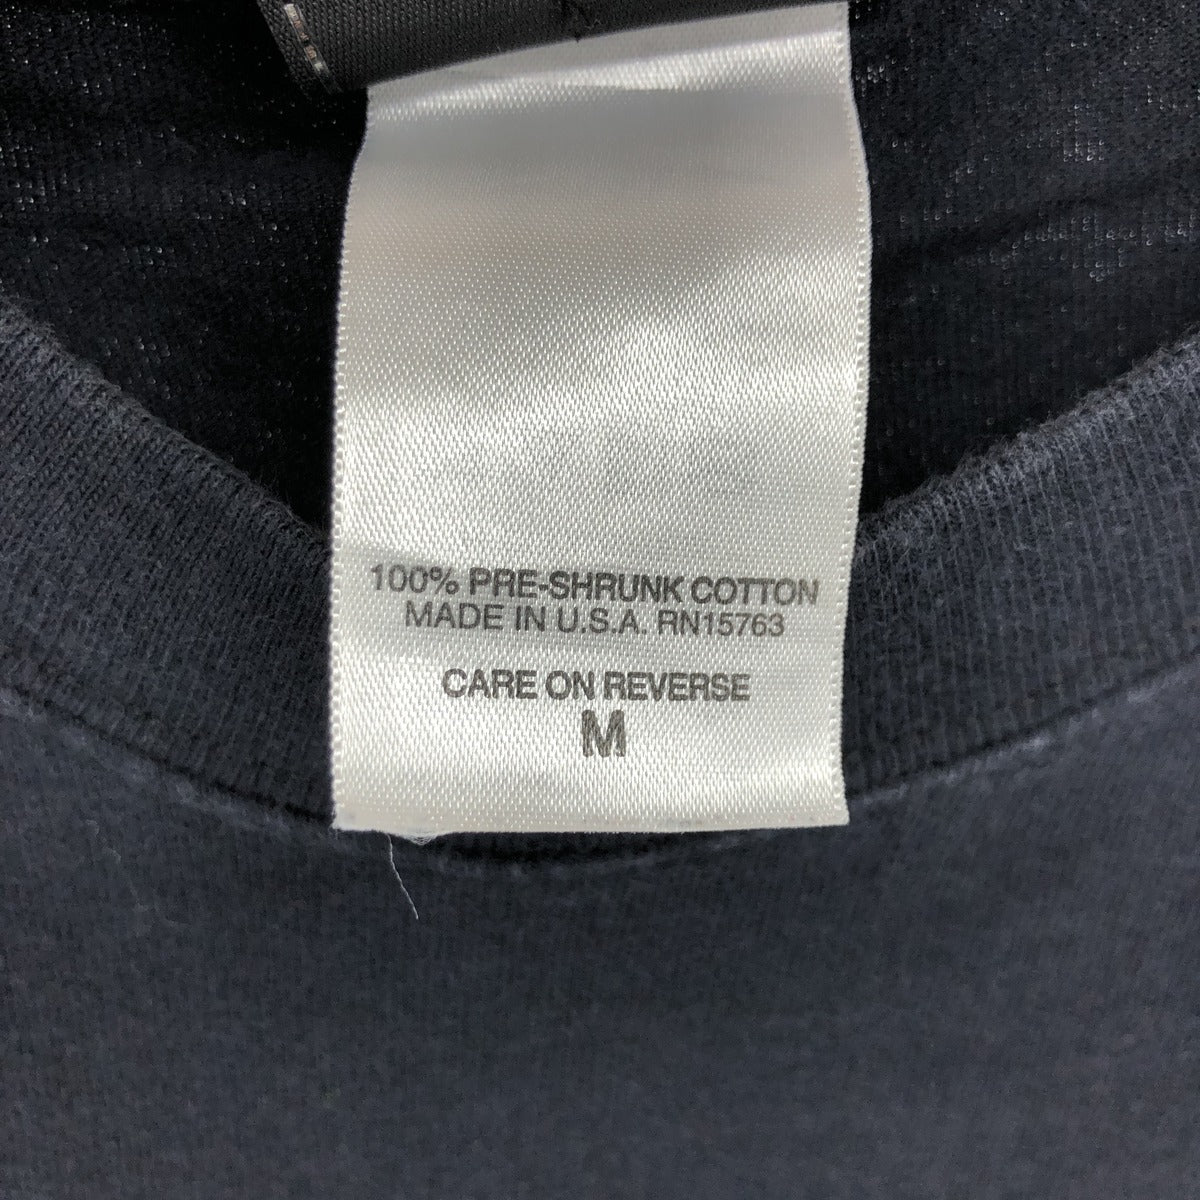 100% PRE-SHRUNK COTTON
MADE IN U.S.A. RN15763
CARE ON REVERSE
M